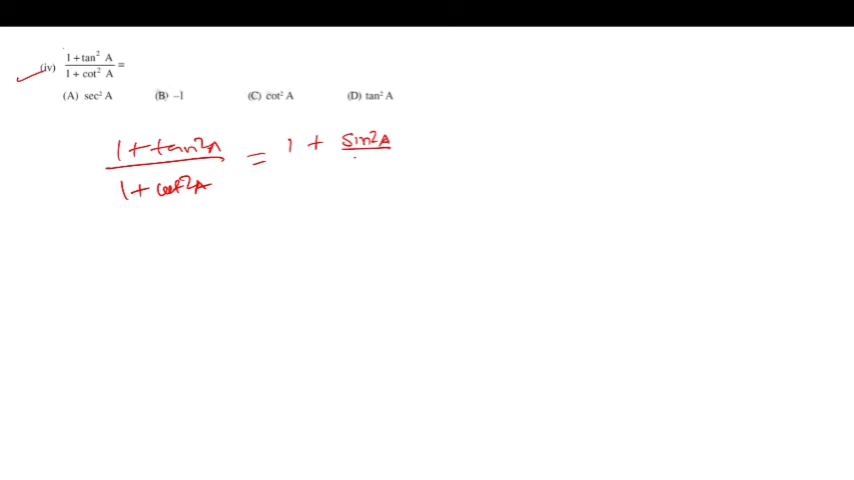 (iv) (1 + tan² A)/(1 + cot² A) =
(A) sec² A (B) –1 (C) cot² A (D) tan² A
(1 + tan²A)/(1 + cot²A) = 1 + sin²A